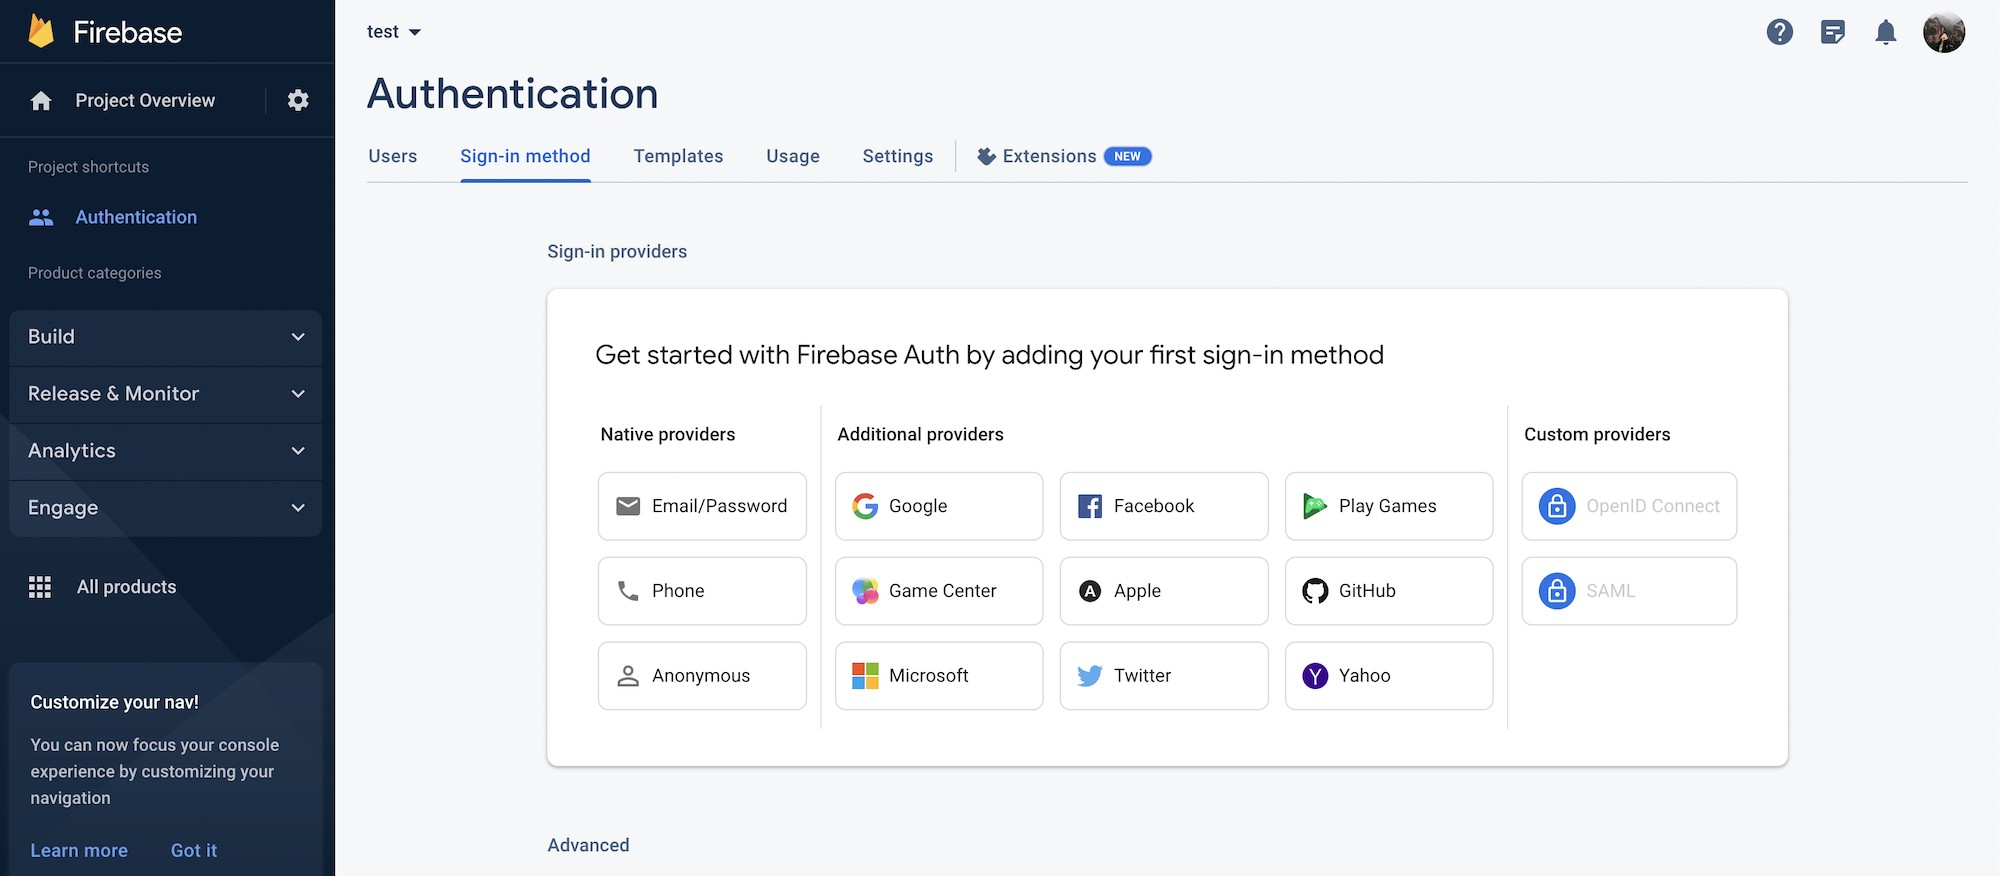 Firebase
Project Overview
Project shortcuts
Authentication
Product categories
Build
Release & Monitor
Analytics
Engage
All products
Customize your nav!
You can now focus your console
experience by customizing your
navigation
Learn more Got it
test
Authentication
Users Sign-in method Templates Usage Settings Extensions NEW
Sign-in providers
Get started with Firebase Auth by adding your first sign-in method
Native providers Additional providers Custom providers
Email/Password Google Facebook Play Games OpenID Connect
Phone Game Center Apple GitHub SAML
Anonymous Microsoft Twitter Yahoo
Advanced